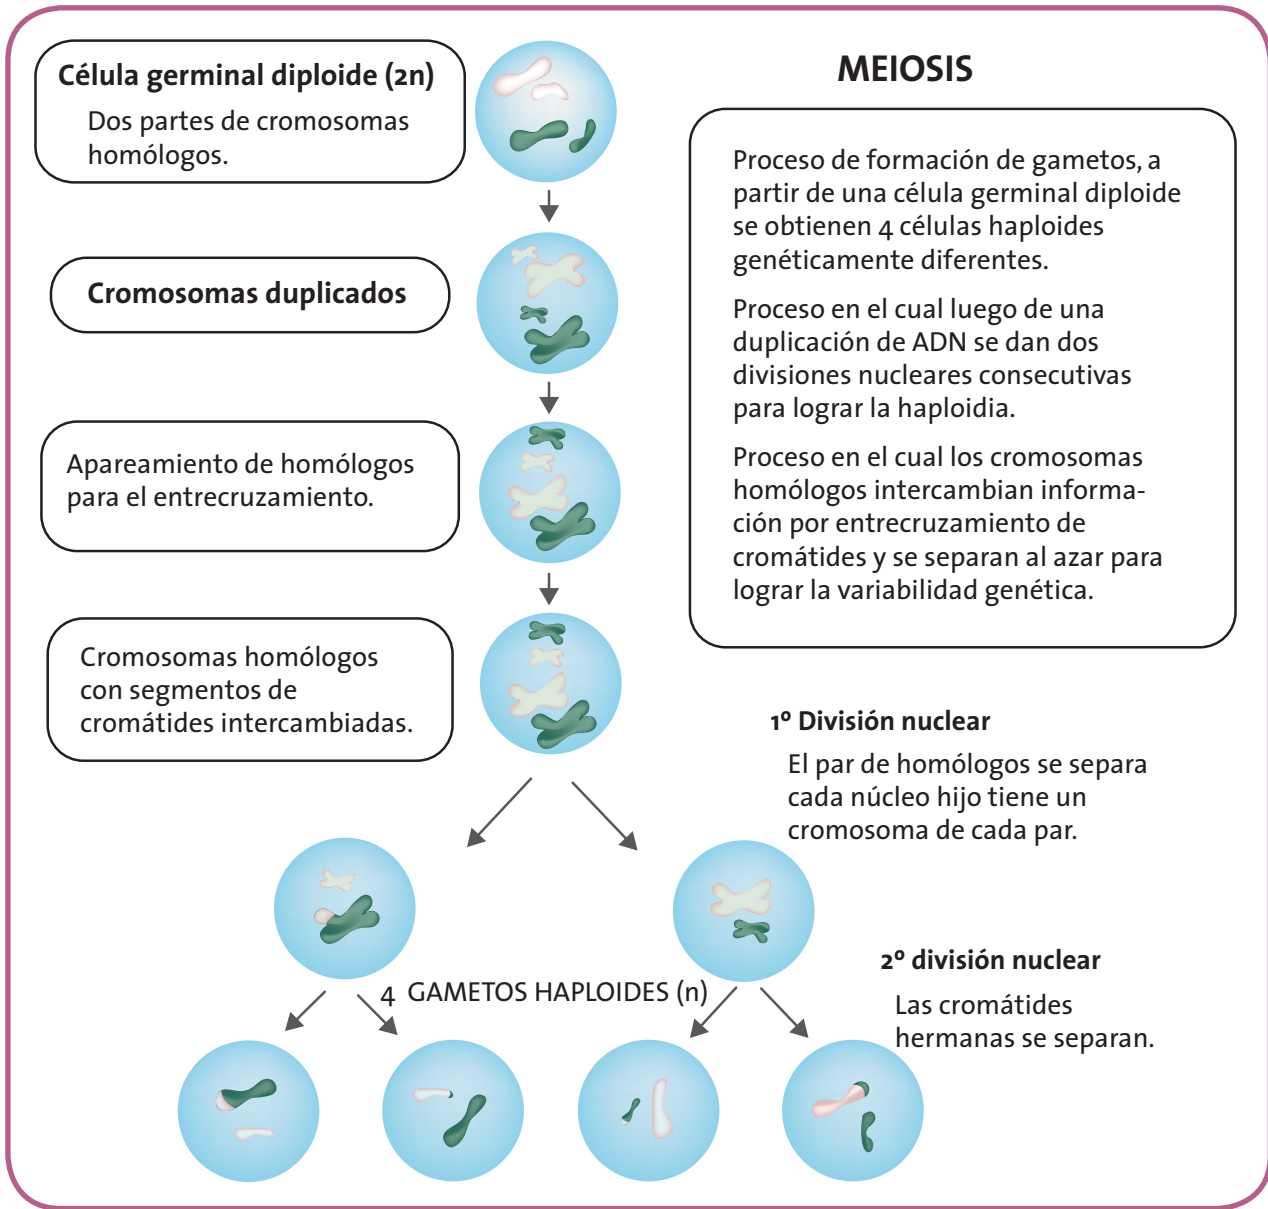 Célula germinal diploide (2n)
Dos partes de cromosomas
homólogos.
MEIOSIS
Proceso de formación de gametos, a
partir de una célula germinal diploide
se obtienen 4 células haploides
genéticamente diferentes.
Proceso en el cual luego de una
duplicación de ADN se dan dos
divisiones nucleares consecutivas
para lograr la haploidia.
Proceso en el cual los cromosomas
homólogos intercambian informa-
ción por entrecruzamiento de
cromátides y se separan al azar para
lograr la variabilidad genética.
Cromosomas duplicados
Apareamiento de homólogos
para el entrecruzamiento.
Cromosomas homólogos
con segmentos de
cromátides intercambiadas.
1º División nuclear
El par de homólogos se separa
cada núcleo hijo tiene un
cromosoma de cada par.
2º división nuclear
Las cromátides
hermanas se separan.
4 GAMETOS HAPLOIDES (n)